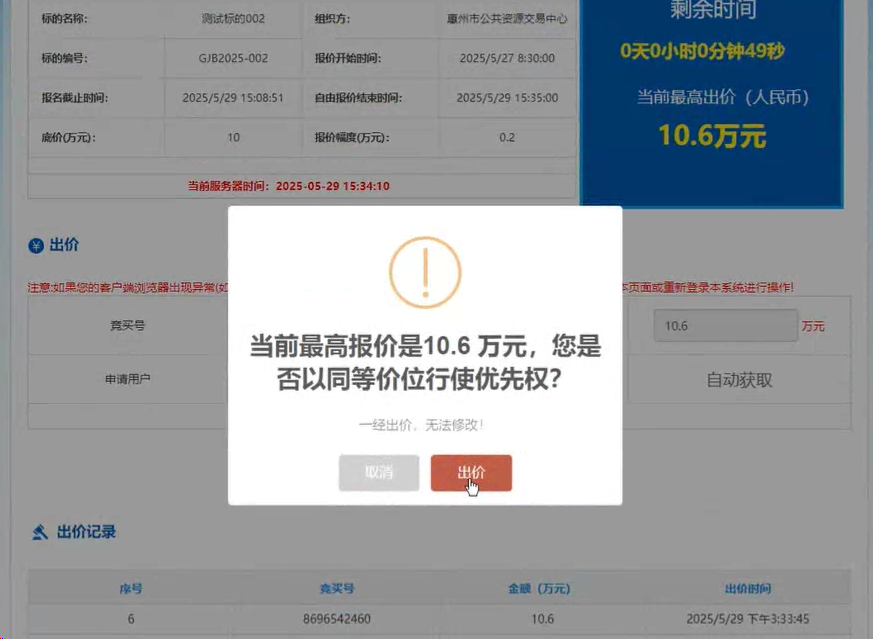 标的名称： 测试标的002 组织方： 惠州市公共资源交易中心
剩余时间
标的编号： GJB2025-002 报价开始时间： 2025/5/27 8:30:00
0天0小时0分钟49秒
报名截止时间： 2025/5/29 15:08:51 自由报价结束时间： 2025/5/29 15:35:00
当前最高出价（人民币）
底价(万元)： 10 报价幅度(万元)： 0.2
10.6万元
当前服务器时间：2025-05-29 15:34:10
¥ 出价
注意:如果您的客户端浏览器出现异常(如
本页面或重新登录本系统进行操作!
当前最高报价是10.6 万元，您是
否以同等价位行使优先权？
一经出价，无法修改！
取消 出价
竞买号 10.6 万元
申请用户 自动获取
出价记录
序号 竞买号 金额（万元） 出价时间
6 8696542460 10.6 2025/5/29 下午3:33:45